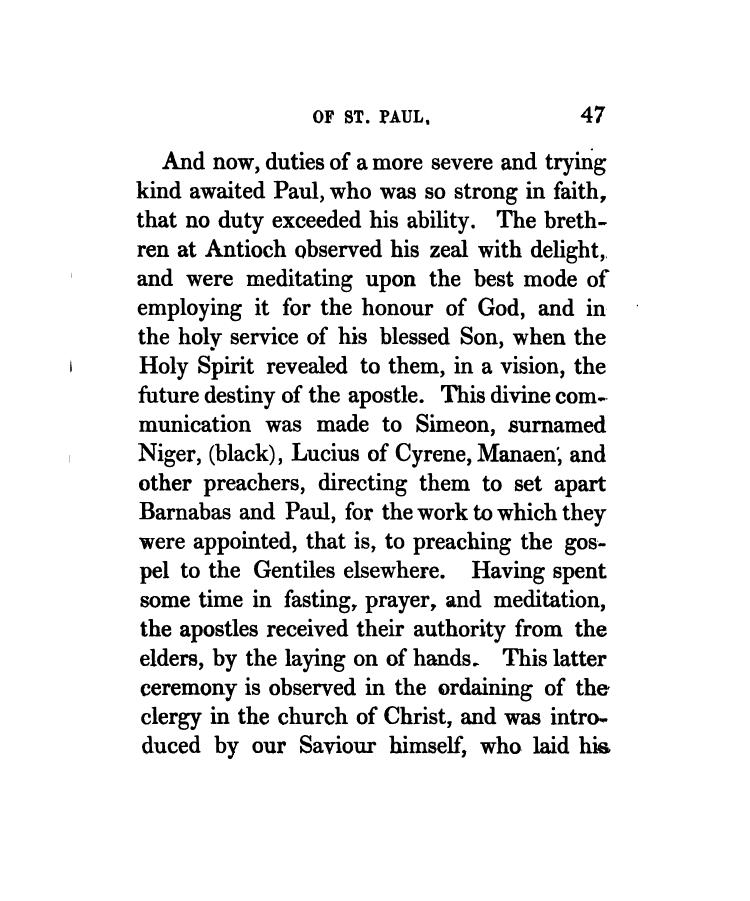 OF ST. PAUL. 47
And now, duties of a more severe and trying
kind awaited Paul, who was so strong in faith,
that no duty exceeded his ability. The breth-
ren at Antioch observed his zeal with delight,
and were meditating upon the best mode of
employing it for the honour of God, and in
the holy service of his blessed Son, when the
Holy Spirit revealed to them, in a vision, the
future destiny of the apostle. This divine com-
munication was made to Simeon, surnamed
Niger, (black), Lucius of Cyrene, Manaen, and
other preachers, directing them to set apart
Barnabas and Paul, for the work to which they
were appointed, that is, to preaching the gos-
pel to the Gentiles elsewhere. Having spent
some time in fasting, prayer, and meditation,
the apostles received their authority from the
elders, by the laying on of hands. This latter
ceremony is observed in the ordaining of the
clergy in the church of Christ, and was intro-
duced by our Saviour himself, who laid his